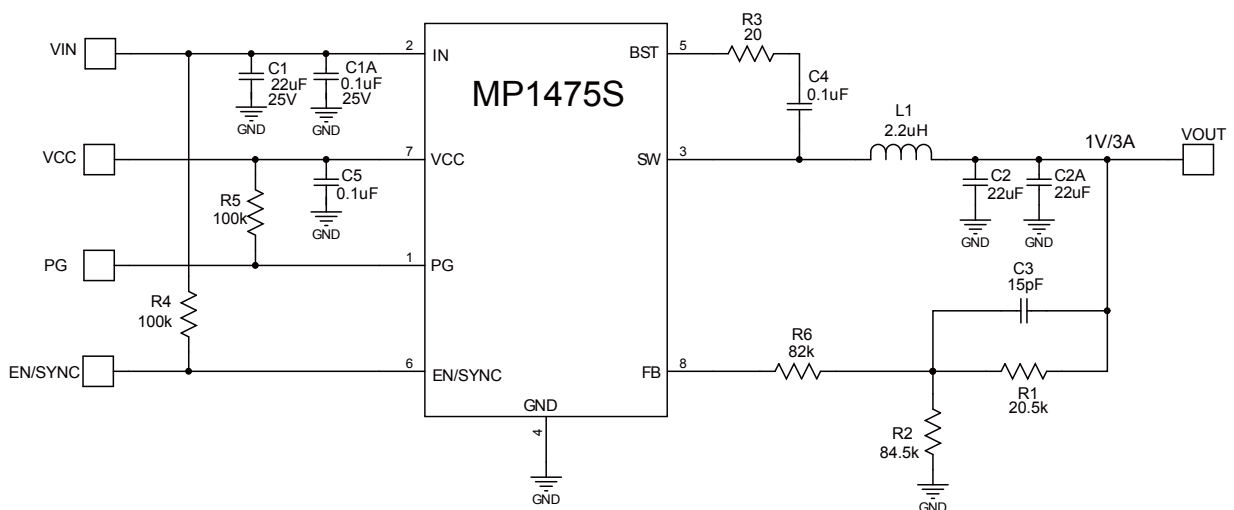 VIN
2
IN
C1
22uF
25V
GND
C1A
0.1uF
25V
GND
MP1475S
BST
5
R3
20
C4
0.1uF
VCC
7
VCC
C5
0.1uF
GND
R5
100k
SW
3
L1
2.2uH
1V/3A
VOUT
C2
22uF
GND
C2A
22uF
GND
PG
1
PG
R4
100k
C3
15pF
EN/SYNC
6
EN/SYNC
FB
8
R6
82k
R1
20.5k
R2
84.5k
GND
GND
4
GND